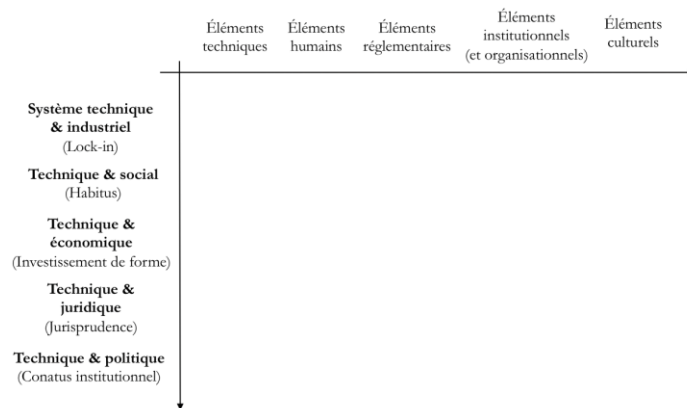 Éléments
techniques
Éléments
humains
Éléments
réglementaires
Éléments
institutionnels
(et organisationnels)
Éléments
culturels
Système technique
& industriel
(Lock-in)
Technique & social
(Habitus)
Technique &
économique
(Investissement de forme)
Technique &
juridique
(Jurisprudence)
Technique & politique
(Conatus institutionnel)